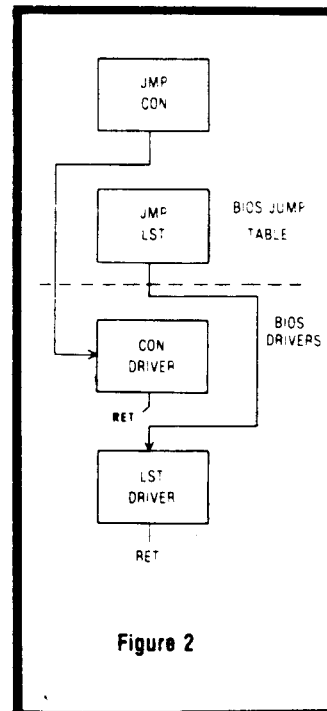 JMP
CON
JMP
LST
BIOS JUMP
TABLE
BIOS
DRIVERS
CON
DRIVER
RET
LST
DRIVER
RET
Figure 2